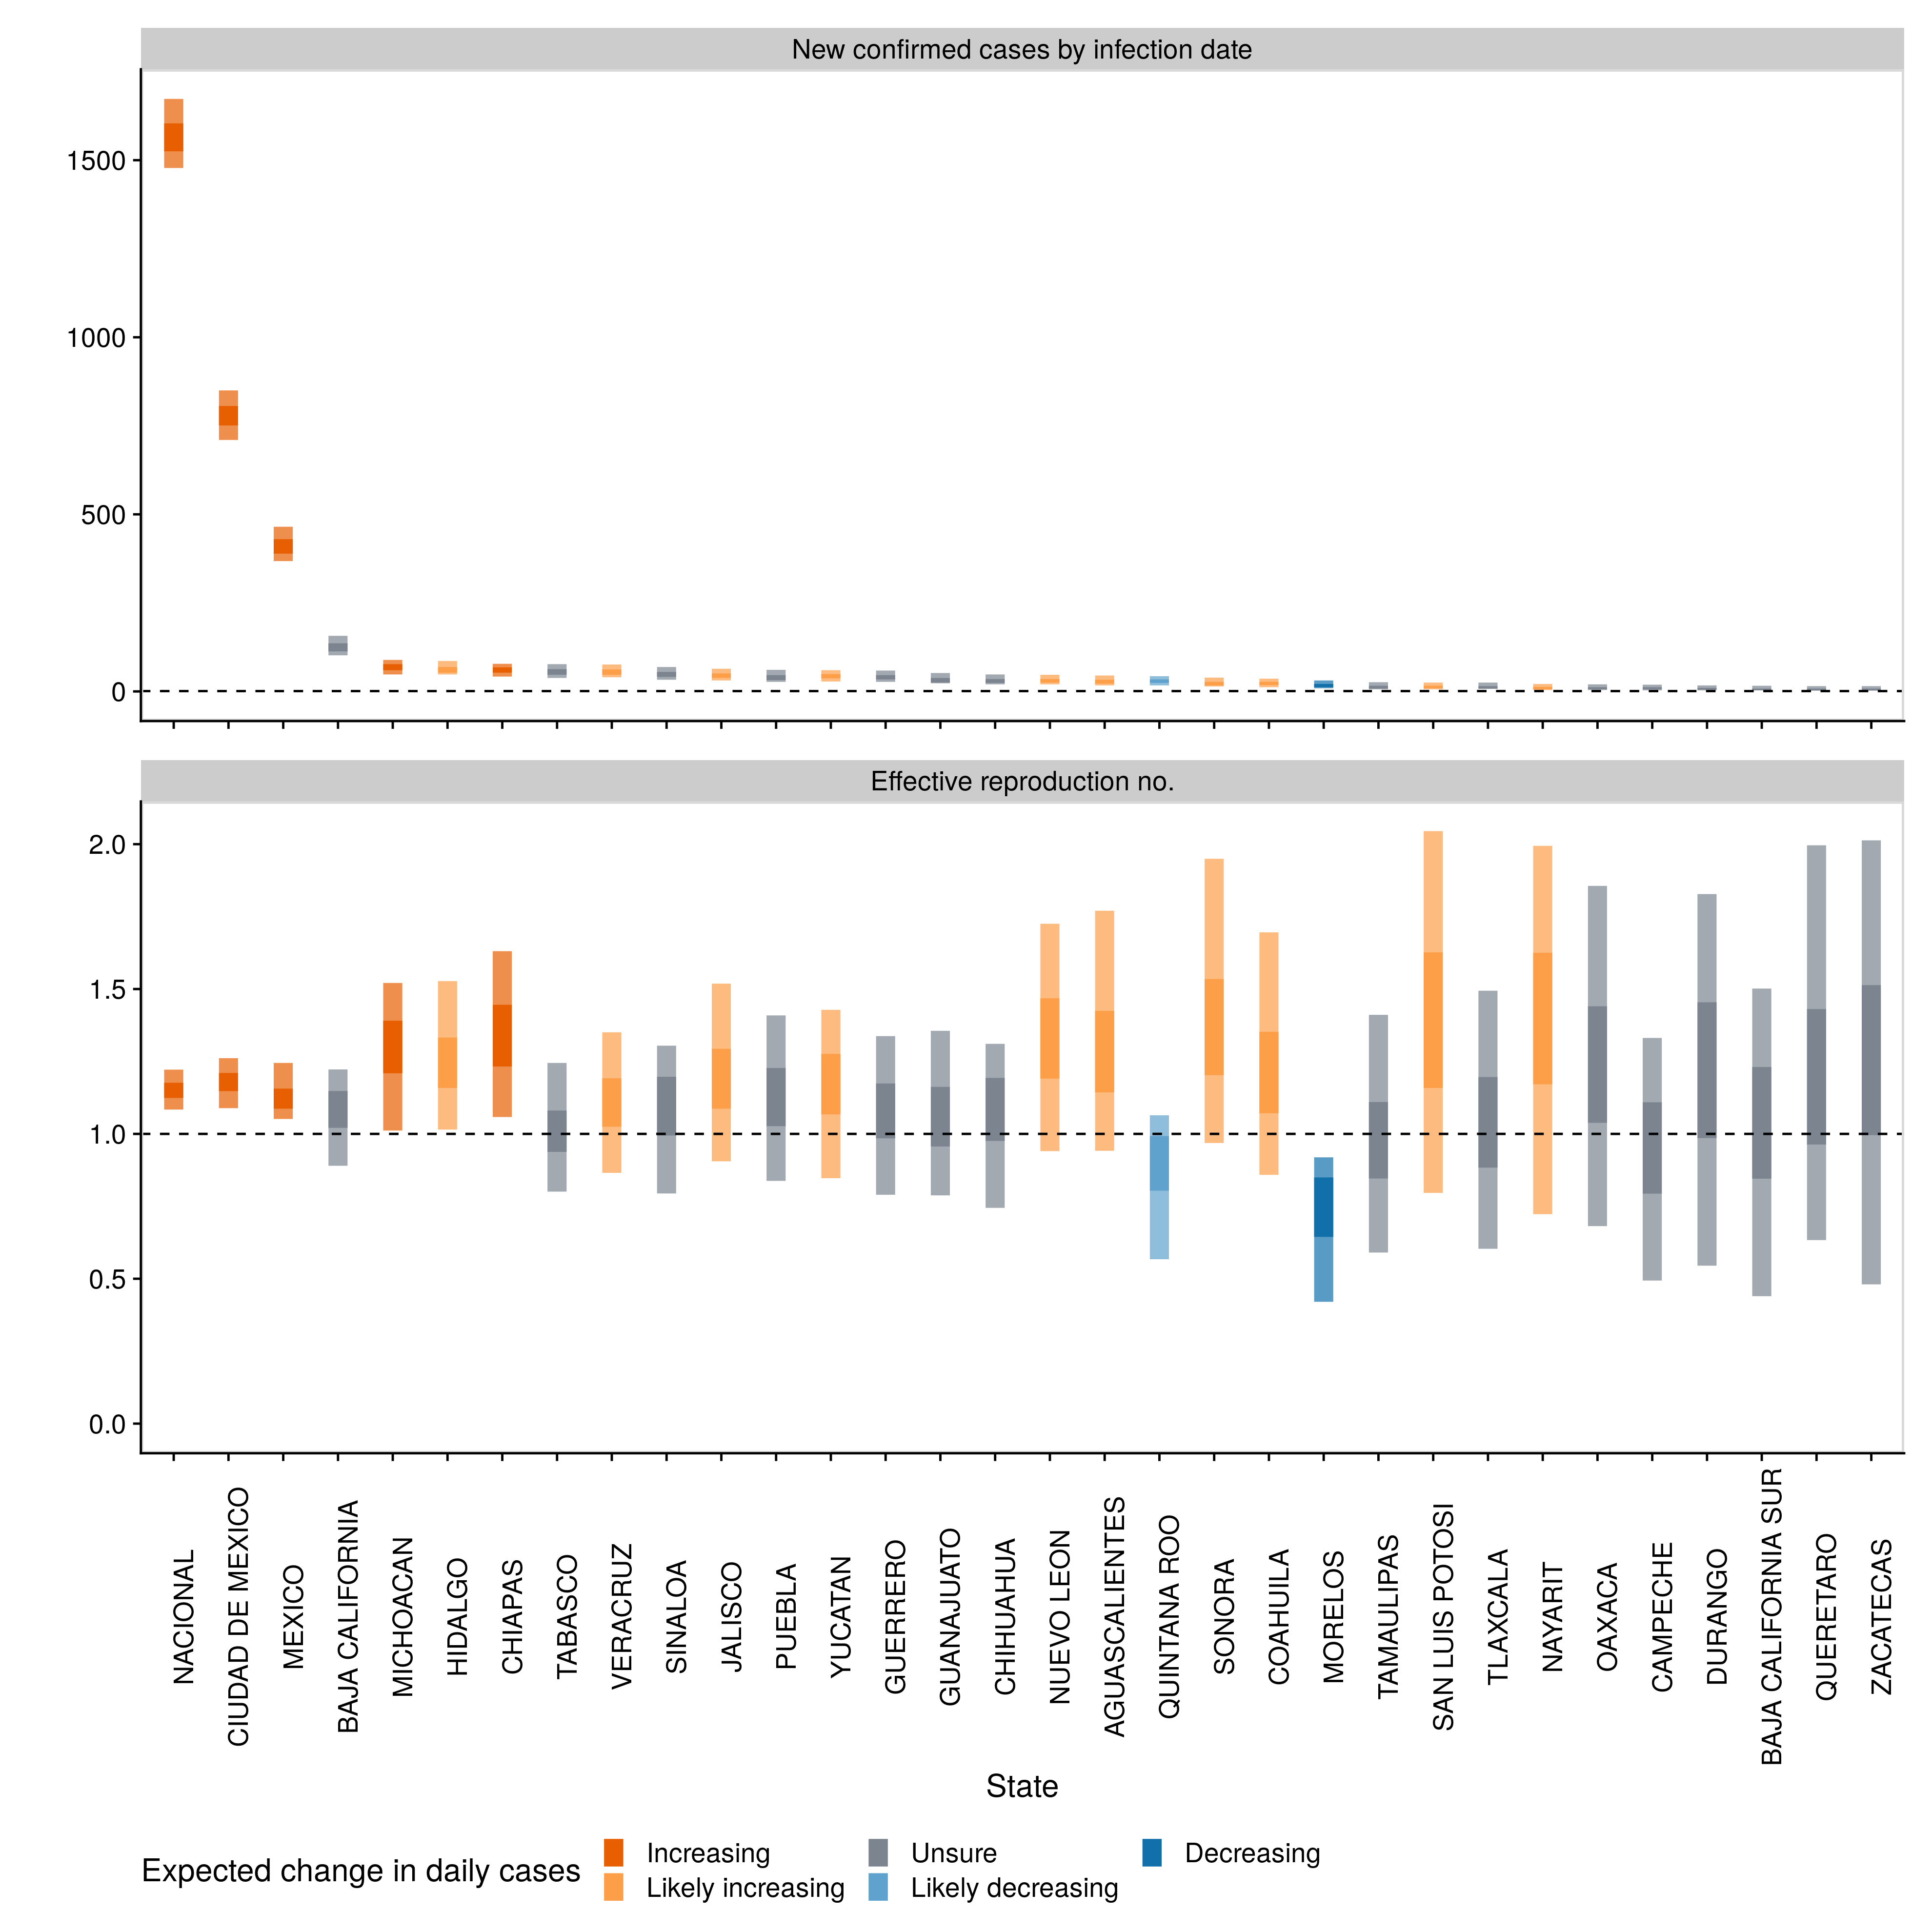 New confirmed cases by infection date
1500
1000
500
0
Effective reproduction no.
2.0
1.5
1.0
0.5
0.0
NACIONAL
CIUDAD DE MEXICO
MEXICO
BAJA CALIFORNIA
MICHOACAN
HIDALGO
CHIAPAS
TABASCO
VERACRUZ
SINALOA
JALISCO
PUEBLA
YUCATAN
GUERRERO
GUANAJUATO
CHIHUAHUA
NUEVO LEON
AGUASCALIENTES
QUINTANA ROO
SONORA
COAHUILA
MORELOS
TAMAULIPAS
SAN LUIS POTOSI
TLAXCALA
NAYARIT
OAXACA
CAMPECHE
DURANGO
BAJA CALIFORNIA SUR
QUERETARO
ZACATECAS
State
Expected change in daily cases
Increasing
Likely increasing
Unsure
Likely decreasing
Decreasing